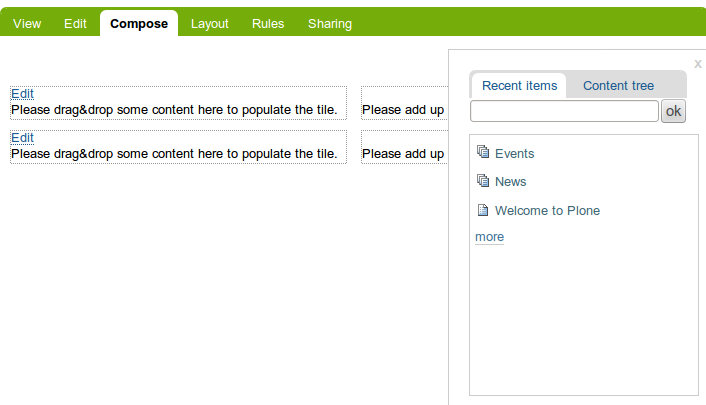 View Edit Compose Layout Rules Sharing
x
Recent items Content tree
ok
Edit
Please drag&drop some content here to populate the tile.
Please add up
Edit
Please drag&drop some content here to populate the tile.
Please add up
Events
News
Welcome to Plone
more